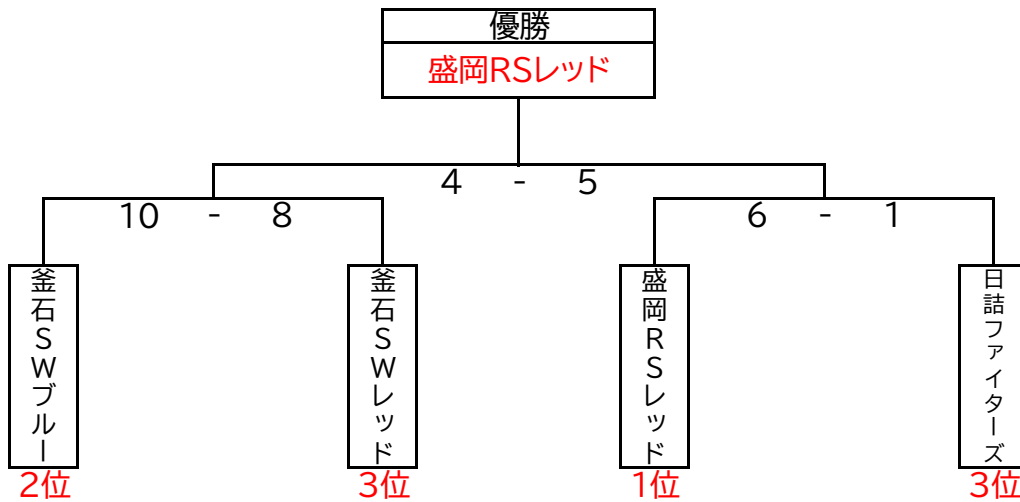 優勝
盛岡RSレッド
4 - 5
10 - 8
6 - 1
釜石SWブルー
釜石SWレッド
盛岡RSレッド
日詰ファイターズ
2位
3位
1位
3位